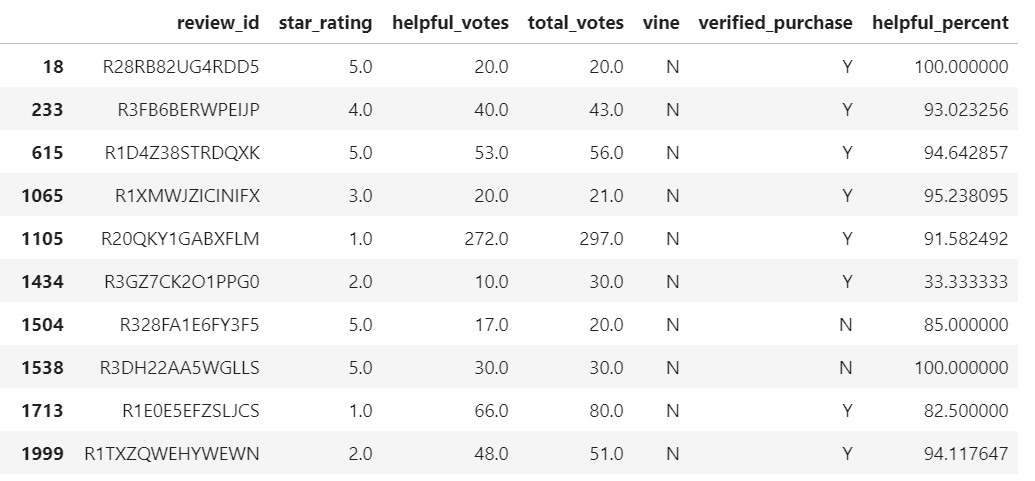 review_id star_rating helpful_votes total_votes vine verified_purchase helpful_percent
18 R28RB82UG4RDD5 5.0 20.0 20.0 N Y 100.000000
233 R3FB6BERWPEIJP 4.0 40.0 43.0 N Y 93.023256
615 R1D4Z38STRDQXK 5.0 53.0 56.0 N Y 94.642857
1065 R1XMWJZICINIFX 3.0 20.0 21.0 N Y 95.238095
1105 R20QKY1GABXFLM 1.0 272.0 297.0 N Y 91.582492
1434 R3GZ7CK2O1PPG0 2.0 10.0 30.0 N Y 33.333333
1504 R328FA1E6FY3F5 5.0 17.0 20.0 N N 85.000000
1538 R3DH22AA5WGLLS 5.0 30.0 30.0 N N 100.000000
1713 R1E0E5EFZSLJCS 1.0 66.0 80.0 N Y 82.500000
1999 R1TXZQWEHYWEWN 2.0 48.0 51.0 N Y 94.117647